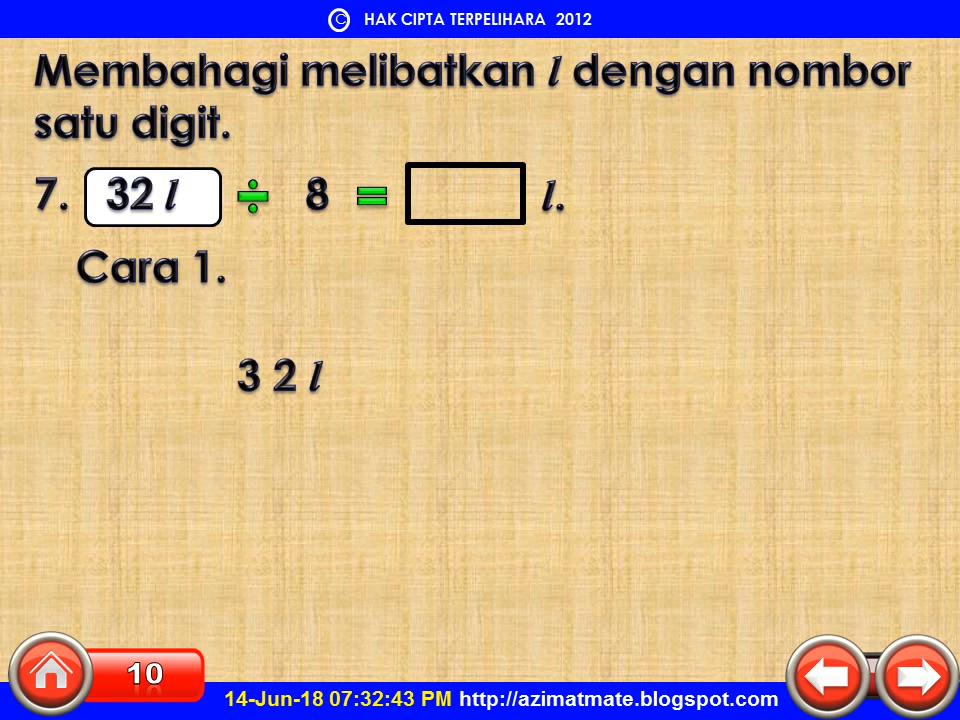 © HAK CIPTA TERPELIHARA 2012
Membahagi melibatkan l dengan nombor
satu digit.
7. 32 l ÷ 8 = l.
Cara 1.
3 2 l
10
14-Jun-18 07:32:43 PM http://azimatmate.blogspot.com